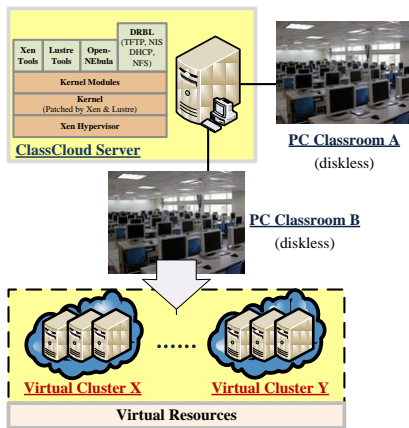 DRBL
(TFTP, NIS
DHCP,
NFS)
Xen
Tools
Lustre
Tools
Open-
NEbula
Kernel Modules
Kernel
(Patched by Xen & Lustre)
Xen Hypervisor
ClassCloud Server
PC Classroom A
(diskless)
PC Classroom B
(diskless)
......
Virtual Cluster X
Virtual Cluster Y
Virtual Resources